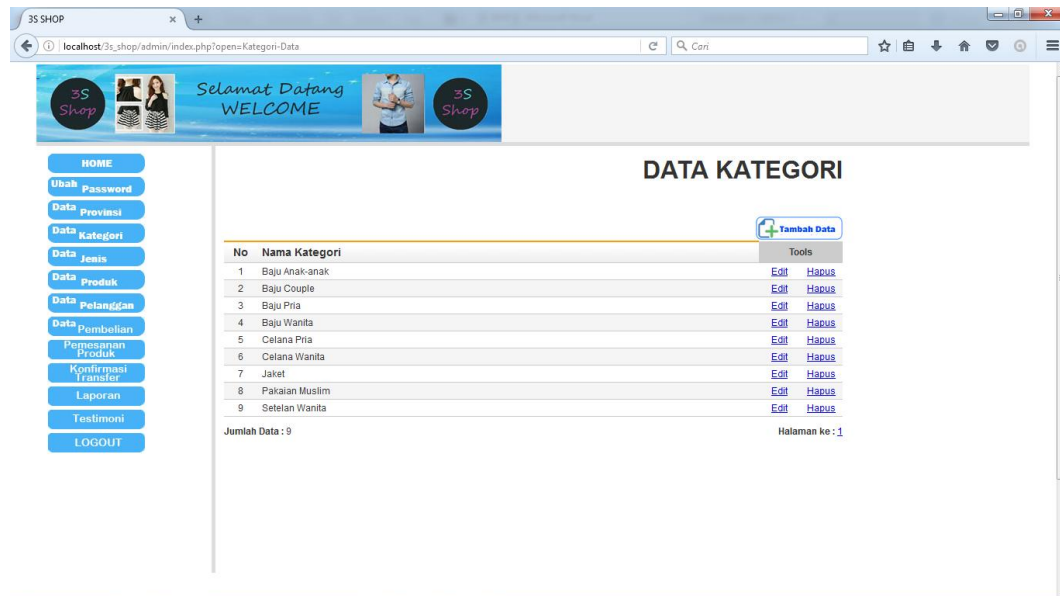 3S SHOP
localhost/3s_shop/admin/index.php?open=Kategori-Data
Cari
3S Shop
Selamat Datang
WELCOME
3S Shop
HOME
Ubah Password
Data Provinsi
Data Kategori
Data Jenis
Data Produk
Data Pelanggan
Data Pembelian
Pemesanan Produk
Konfirmasi Transfer
Laporan
Testimoni
LOGOUT
DATA KATEGORI
Tambah Data
No Nama Kategori Tools
1 Baju Anak-anak Edit Hapus
2 Baju Couple Edit Hapus
3 Baju Pria Edit Hapus
4 Baju Wanita Edit Hapus
5 Celana Pria Edit Hapus
6 Celana Wanita Edit Hapus
7 Jaket Edit Hapus
8 Pakaian Muslim Edit Hapus
9 Setelan Wanita Edit Hapus
Jumlah Data : 9 Halaman ke : 1